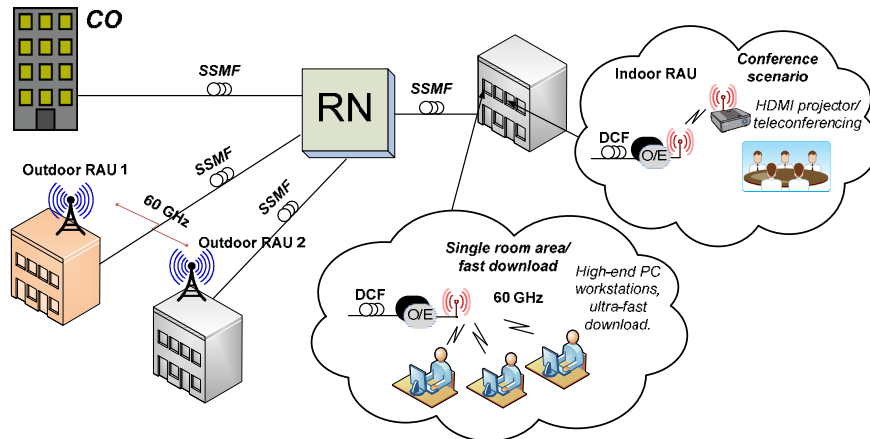 CO
SSMF
RN
SSMF
SSMF
SSMF
Outdoor RAU 1
60 GHz
Outdoor RAU 2
Indoor RAU
Conference
scenario
HDMI projector/
teleconferencing
DCF
O/E
Single room area/
fast download
High-end PC
workstations,
ultra-fast
download.
DCF
O/E
60 GHz